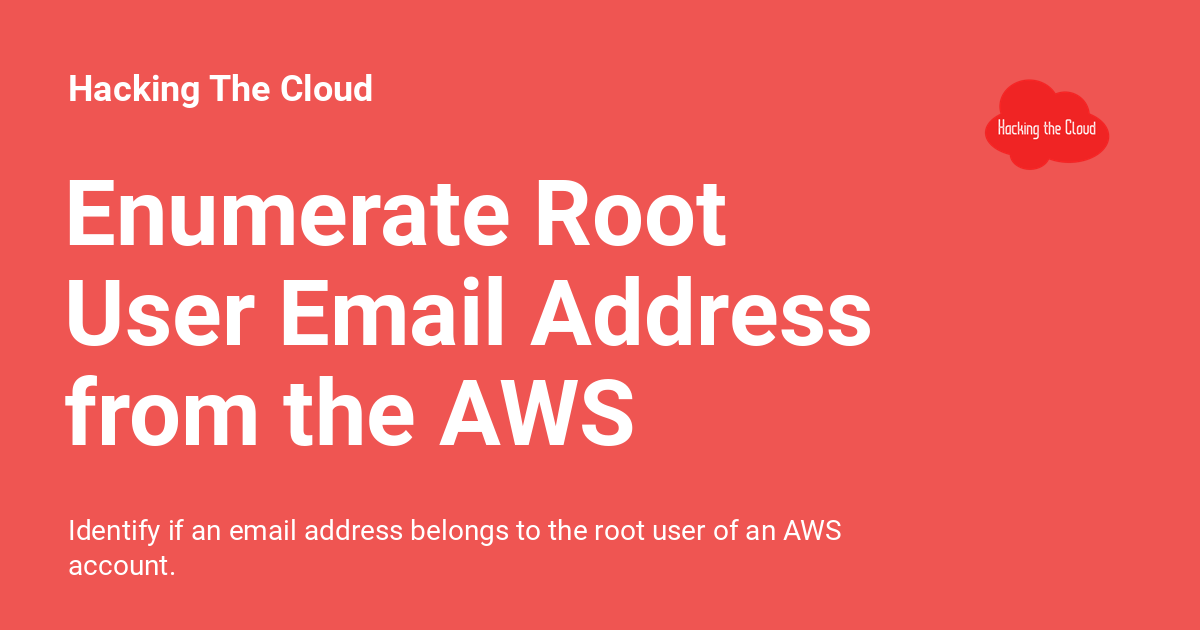 Hacking The Cloud
Hacking the Cloud
Enumerate Root
User Email Address
from the AWS
Identify if an email address belongs to the root user of an AWS
account.